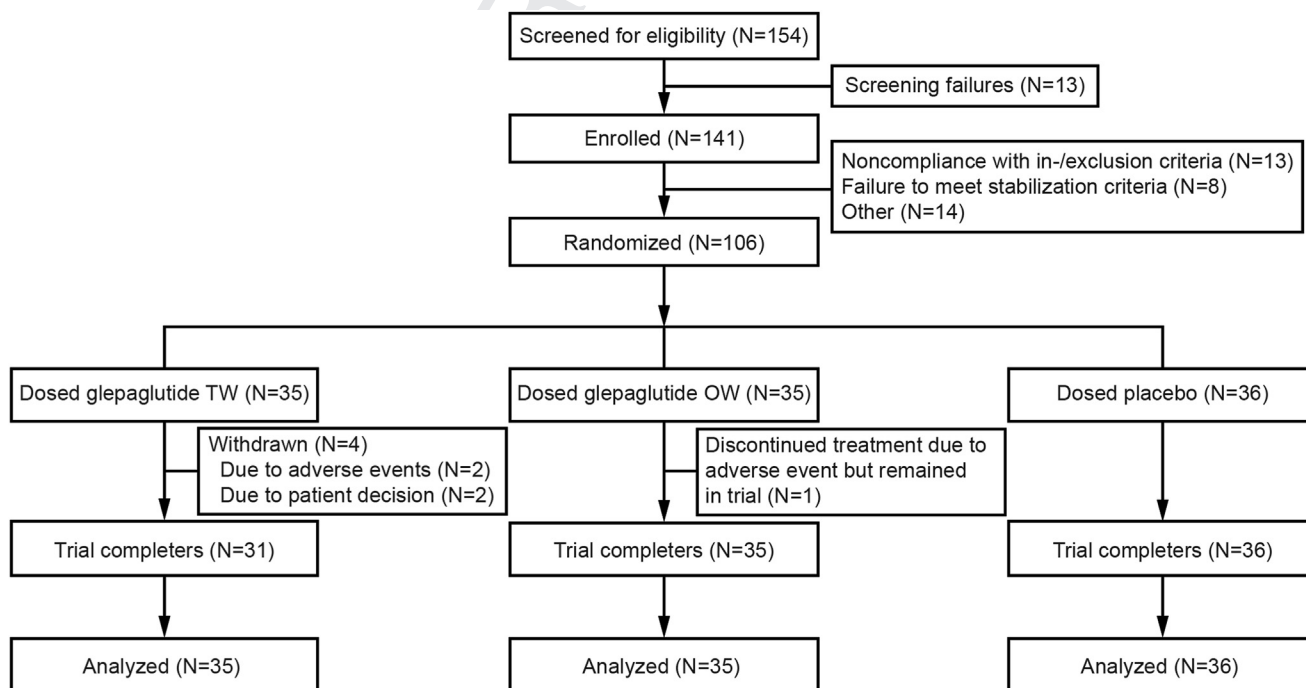 Screened for eligibility (N=154)
Screening failures (N=13)
Enrolled (N=141)
Noncompliance with in-/exclusion criteria (N=13)
Failure to meet stabilization criteria (N=8)
Other (N=14)
Randomized (N=106)
Dosed glepaglutide TW (N=35)
Dosed glepaglutide OW (N=35)
Dosed placebo (N=36)
Withdrawn (N=4)
Due to adverse events (N=2)
Due to patient decision (N=2)
Discontinued treatment due to
adverse event but remained
in trial (N=1)
Trial completers (N=31)
Trial completers (N=35)
Trial completers (N=36)
Analyzed (N=35)
Analyzed (N=35)
Analyzed (N=36)